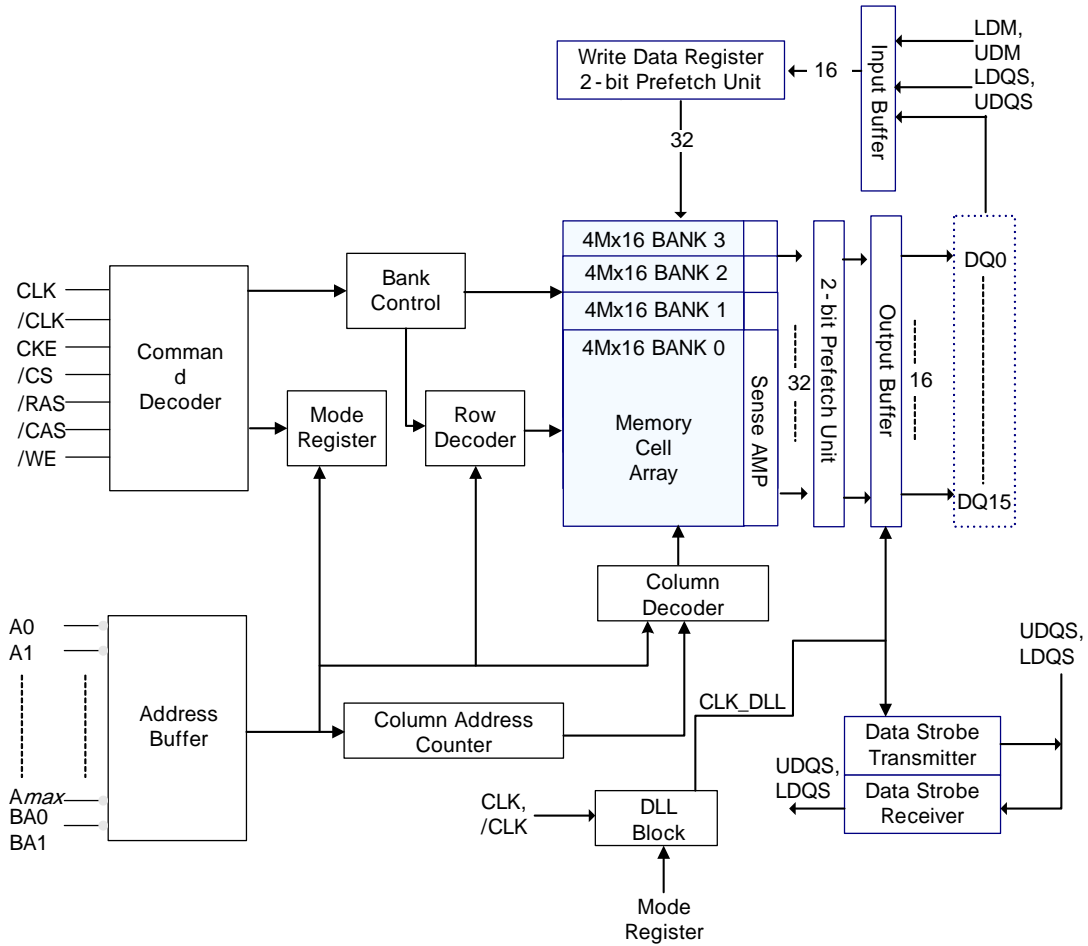 Write Data Register
2-bit Prefetch Unit
16
Input Buffer
LDM,
UDM
LDQS,
UDQS
32
4Mx16 BANK 3
4Mx16 BANK 2
4Mx16 BANK 1
4Mx16 BANK 0
Memory
Cell
Array
Sense AMP
32
2-bit Prefetch Unit
Output Buffer
16
DQ0
DQ15
CLK
/CLK
CKE
/CS
/RAS
/CAS
/WE
Comman
d
Decoder
Bank
Control
Mode
Register
Row
Decoder
Column
Decoder
A0
A1
Amax
BA0
BA1
Address
Buffer
Column Address
Counter
CLK_DLL
CLK,
/CLK
DLL
Block
Mode
Register
UDQS,
LDQS
Data Strobe
Transmitter
Data Strobe
Receiver
UDQS,
LDQS